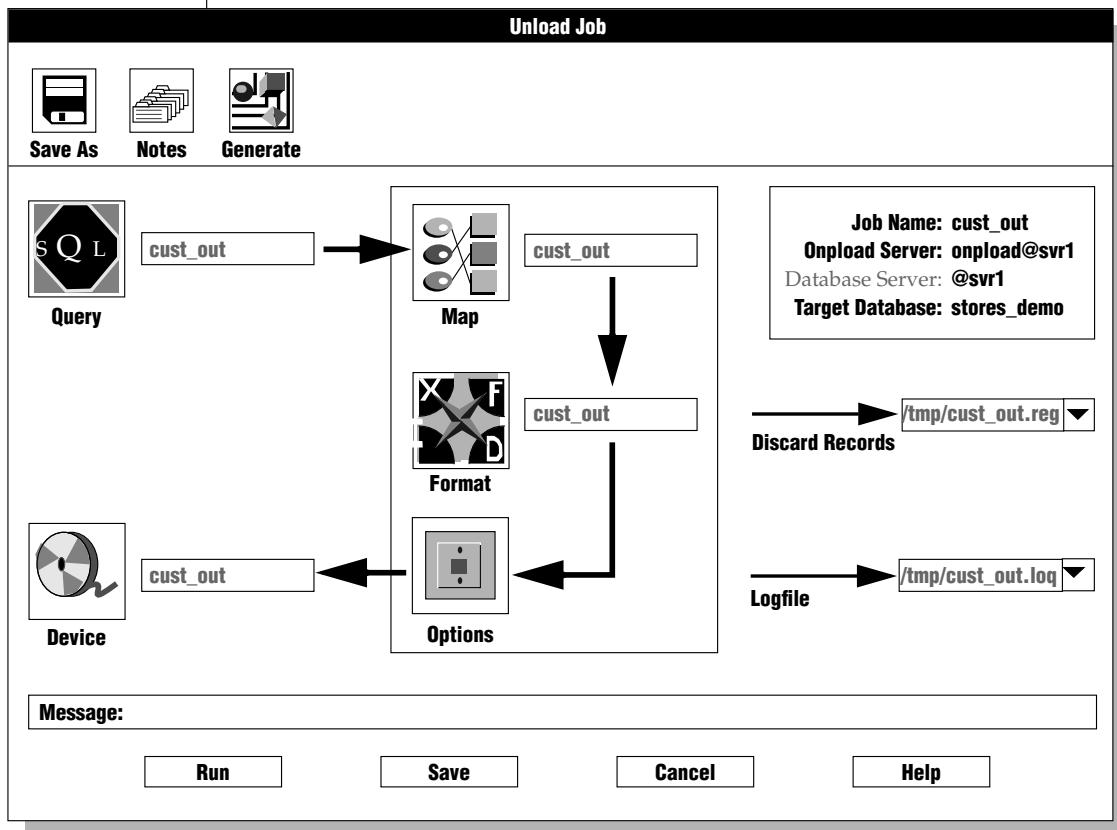 Unload Job
Save As
Notes
Generate
SQL
cust_out
Query
Map
cust_out
Job Name: cust_out
Onpload Server: onpload@svr1
Database Server: @svr1
Target Database: stores_demo
X F D
Format
cust_out
/tmp/cust_out.reg
Discard Records
Device
cust_out
Options
/tmp/cust_out.loq
Logfile
Message:
Run
Save
Cancel
Help